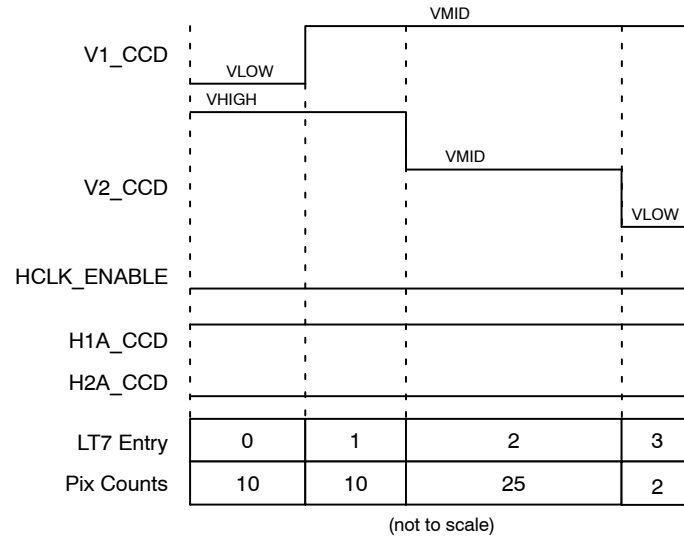 VMID
V1_CCD
VLOW
VHIGH
VMID
V2_CCD
VLOW
HCLK_ENABLE
H1A_CCD
H2A_CCD
LT7 Entry 0 1 2 3
Pix Counts 10 10 25 2
(not to scale)